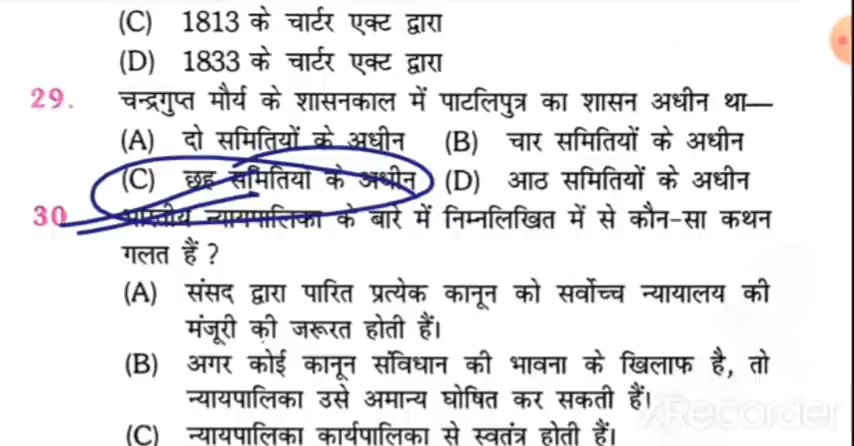 (C) 1813 के चार्टर एक्ट द्वारा
(D) 1833 के चार्टर एक्ट द्वारा
29. चन्द्रगुप्त मौर्य के शासनकाल में पाटलिपुत्र का शासन अधीन था—
(A) दो समितियों के अधीन (B) चार समितियों के अधीन
(C) छह समितियों के अधीन (D) आठ समितियों के अधीन
30 भारतीय न्यायपालिका के बारे में निम्नलिखित में से कौन-सा कथन
गलत हैं ?
(A) संसद द्वारा पारित प्रत्येक कानून को सर्वोच्च न्यायालय की
मंजूरी की जरूरत होती हैं।
(B) अगर कोई कानून संविधान की भावना के खिलाफ है, तो
न्यायपालिका उसे अमान्य घोषित कर सकती हैं।
(C) न्यायपालिका कार्यपालिका से स्वतंत्र होती हैं।
XRecorder